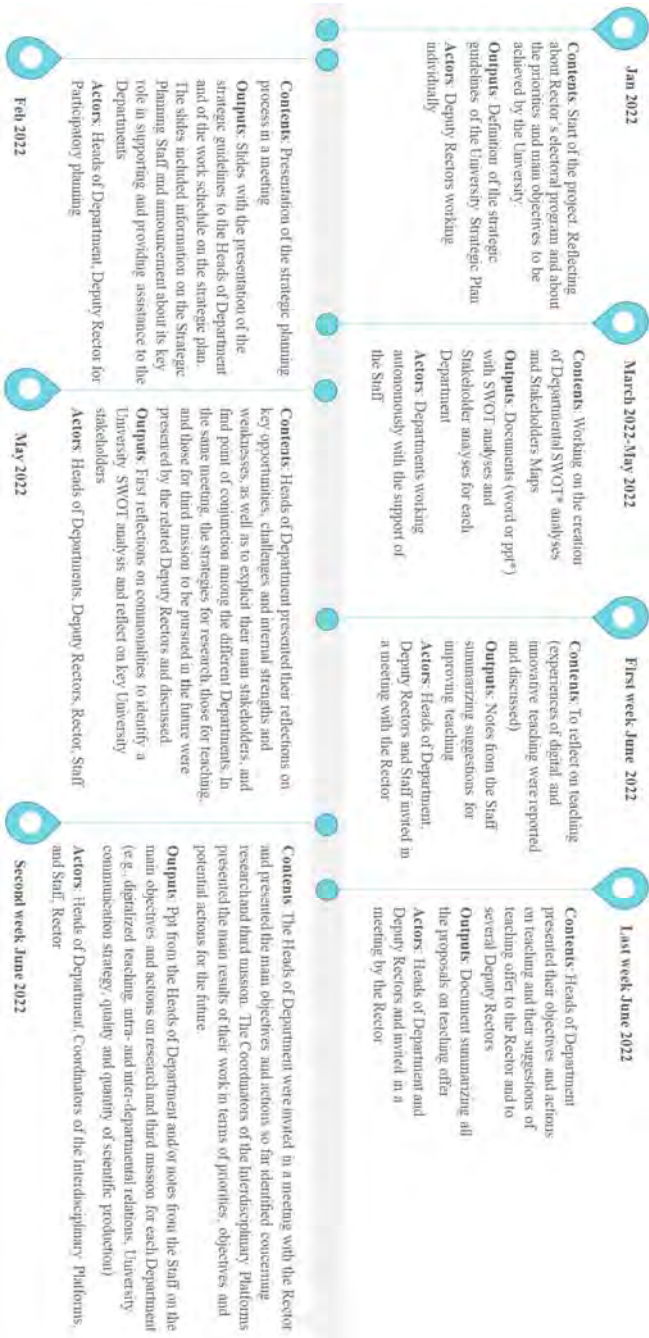 Jan 2022
Contents: Start of the project. Reflecting
about Rector's electoral program and about
the priorities and main objectives to be
achieved by the University
Outputs: Definition of the strategic
guidelines of the University Strategic Plan
Actors: Deputy Rectors working
individually
Contents: Presentation of the strategic planning
process in a meeting
Outputs: Slides with the presentation of the
strategic guidelines to the Heads of Department
and of the work schedule on the strategic plan.
The slides included information on the Strategic
Planning Staff and announcement about its key
role in supporting and providing assistance to the
Departments
Actors: Heads of Department, Deputy Rector for
Participatory planning
Feb 2022
March 2022-May 2022
Contents: Working on the creation
of Departmental SWOT* analyses
and Stakeholders Maps
Outputs: Documents (word or ppt*)
with SWOT analyses and
Stakeholder analyses for each
Department
Actors: Departments working
autonomously with the support of
the Staff
Contents: Heads of Department presented their reflections on
key opportunities, challenges and internal strengths and
weaknesses, as well as to explicit their main stakeholders, and
find point of conjunction among the different Departments. In
the same meeting, the strategies for research, those for teaching,
and those for third mission to be pursued in the future were
presented by the related Deputy Rectors and discussed
Outputs: First reflections on commonalities to identify a
University SWOT analysis and reflect on key University
stakeholders
Actors: Heads of Departments, Deputy Rectors, Rector, Staff
May 2022
First week June 2022
Contents: To reflect on teaching
(experiences of digital and
innovative teaching were reported
and discussed)
Outputs: Notes from the Staff
summarizing suggestions for
improving teaching
Actors: Heads of Department,
Deputy Rectors and Staff invited in
a meeting with the Rector
Contents: The Heads of Department were invited in a meeting with the Rector
and presented the main objectives and actions so far identified concerning
research and third mission. The Coordinators of the Interdisciplinary Platforms
presented the main results of their work in terms of priorities, objectives and
potential actions for the future.
Outputs: Ppt from the Heads of Department and/or notes from the Staff on the
main objectives and actions on research and third mission for each Department
(e.g., digitalized teaching, intra- and inter-departmental relations, University
communication strategy, quality and quantity of scientific production)
Actors: Heads of Department, Coordinators of the Interdisciplinary Platforms,
and Staff, Rector
Second week June 2022
Last week June 2022
Contents: Heads of Department
presented their objectives and actions
on teaching and their suggestions of
teaching offer to the Rector and to
several Deputy Rectors
Outputs: Document summarizing all
the proposals on teaching offer
Actors: Heads of Department and
Deputy Rectors and invited in a
meeting by the Rector